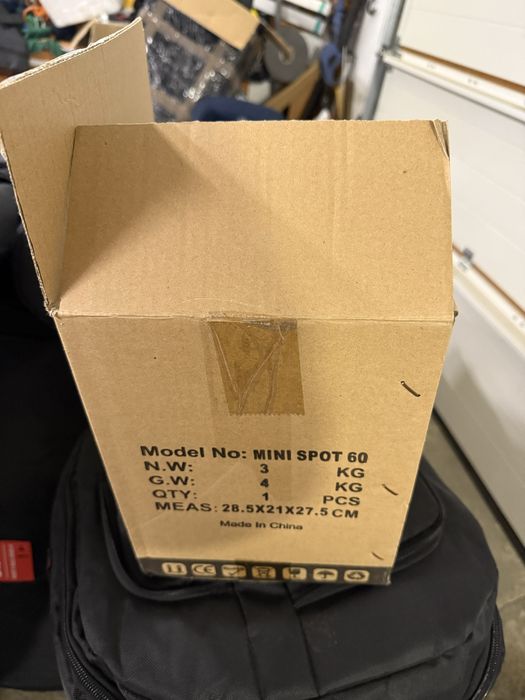 Model No: MINI SPOT 60
N.W: 3 KG
G.W: 4 KG
QTY: 1 PCS
MEAS: 28.5X21X27.5 CM
Made In China
CE